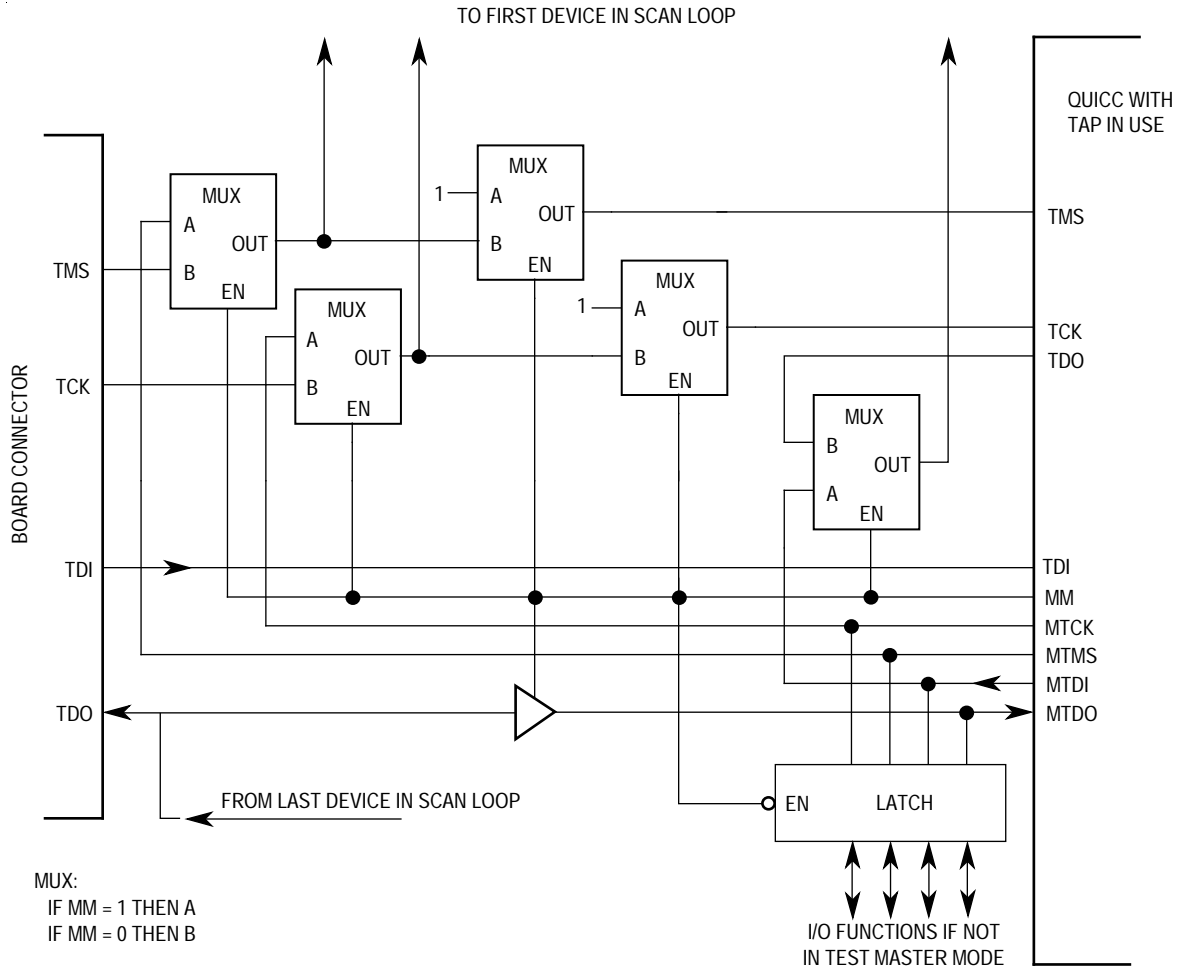 TO FIRST DEVICE IN SCAN LOOP
QUICC WITH
TAP IN USE
BOARD CONNECTOR
TMS
TCK
TDI
TDO
MUX
A
B
OUT
EN
MUX
A
B
OUT
EN
1
MUX
A
B
OUT
EN
1
MUX
A
B
OUT
EN
MUX
B
A
OUT
EN
TMS
TCK
TDO
TDI
MM
MTCK
MTMS
MTDI
MTDO
EN LATCH
FROM LAST DEVICE IN SCAN LOOP
MUX:
IF MM = 1 THEN A
IF MM = 0 THEN B
I/O FUNCTIONS IF NOT
IN TEST MASTER MODE